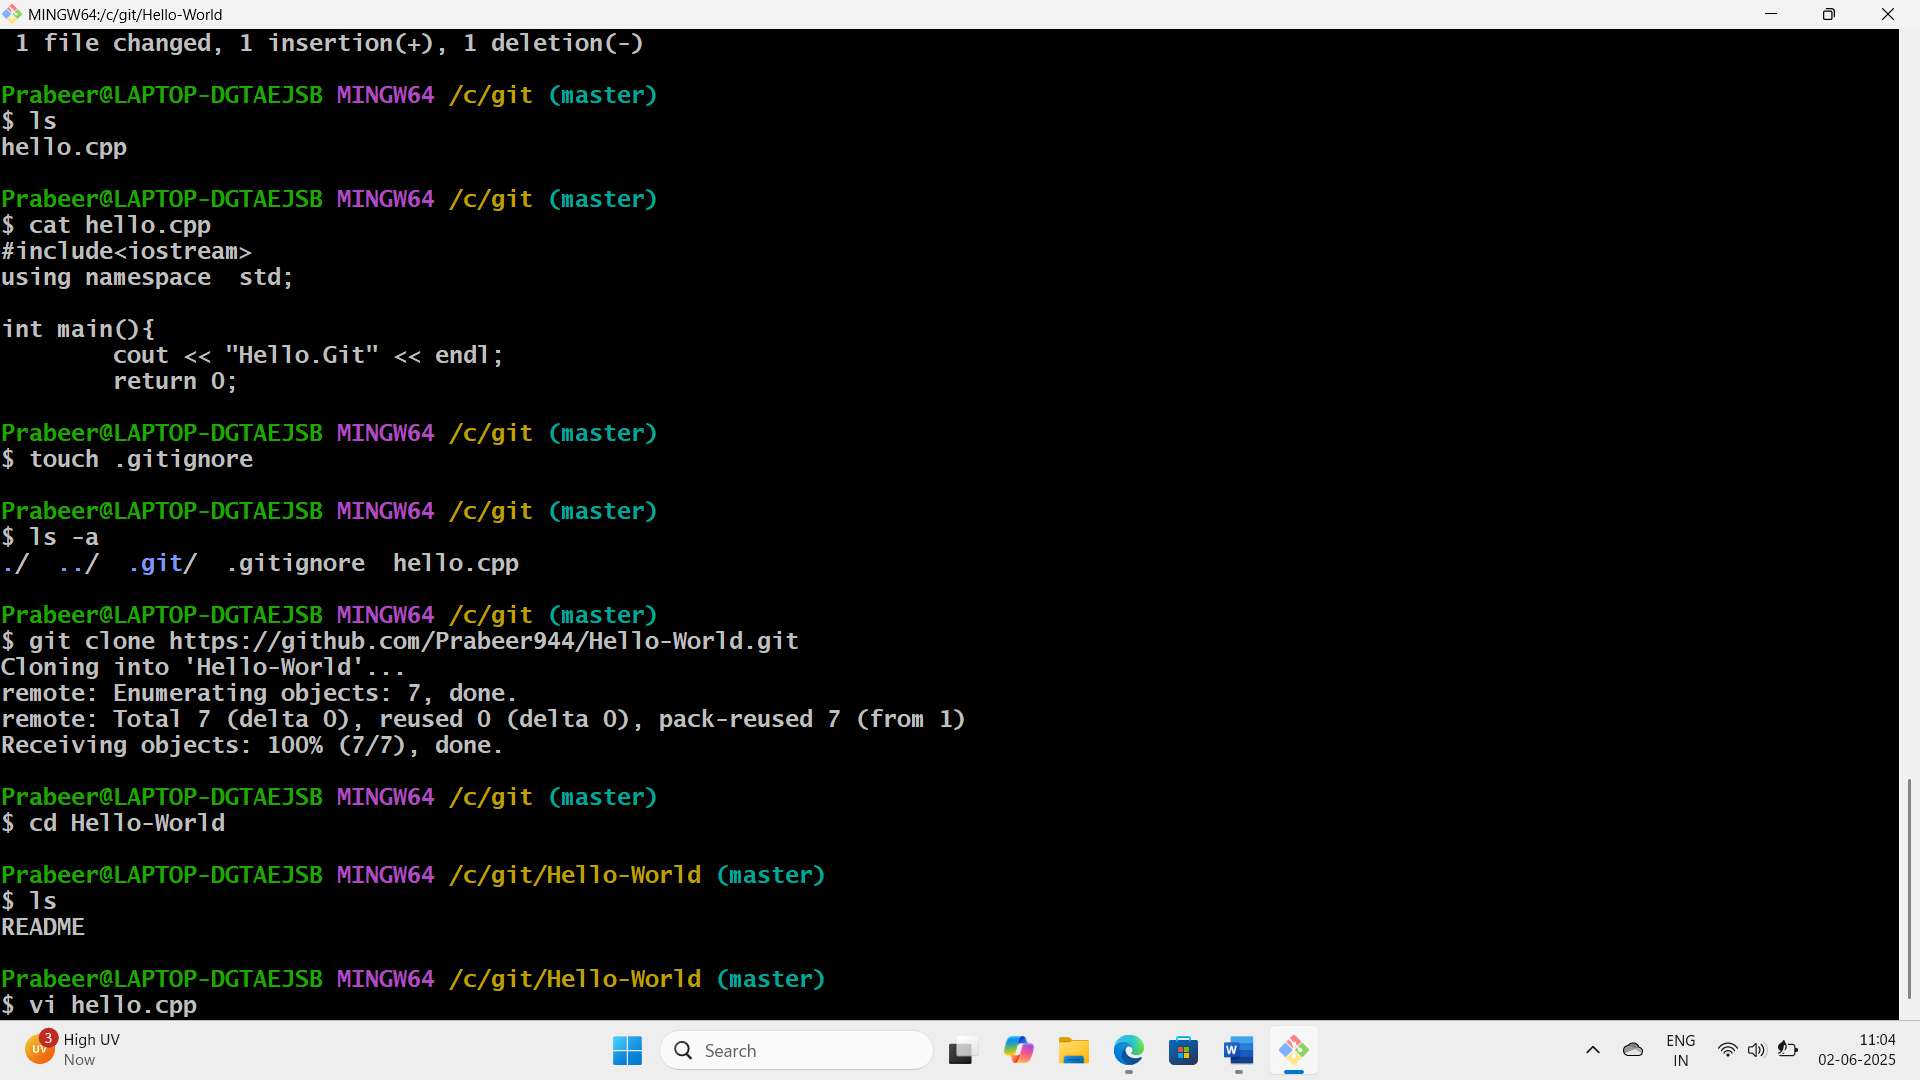 MINGW64:/c/git/Hello-World
1 file changed, 1 insertion(+), 1 deletion(-)
Prabeer@LAPTOP-DGTAEJSB MINGW64 /c/git (master)
$ ls
hello.cpp
Prabeer@LAPTOP-DGTAEJSB MINGW64 /c/git (master)
$ cat hello.cpp
#include<iostream>
using namespace  std;
int main(){
        cout << "Hello.Git" << endl;
        return 0;
Prabeer@LAPTOP-DGTAEJSB MINGW64 /c/git (master)
$ touch .gitignore
Prabeer@LAPTOP-DGTAEJSB MINGW64 /c/git (master)
$ ls -a
./  ../  .git/  .gitignore  hello.cpp
Prabeer@LAPTOP-DGTAEJSB MINGW64 /c/git (master)
$ git clone https://github.com/Prabeer944/Hello-World.git
Cloning into 'Hello-World'...
remote: Enumerating objects: 7, done.
remote: Total 7 (delta 0), reused 0 (delta 0), pack-reused 7 (from 1)
Receiving objects: 100% (7/7), done.
Prabeer@LAPTOP-DGTAEJSB MINGW64 /c/git (master)
$ cd Hello-World
Prabeer@LAPTOP-DGTAEJSB MINGW64 /c/git/Hello-World (master)
$ ls
README
Prabeer@LAPTOP-DGTAEJSB MINGW64 /c/git/Hello-World (master)
$ vi hello.cpp
UV 3 High UV
Now
Search
W
ENG
IN
11:04
02-06-2025